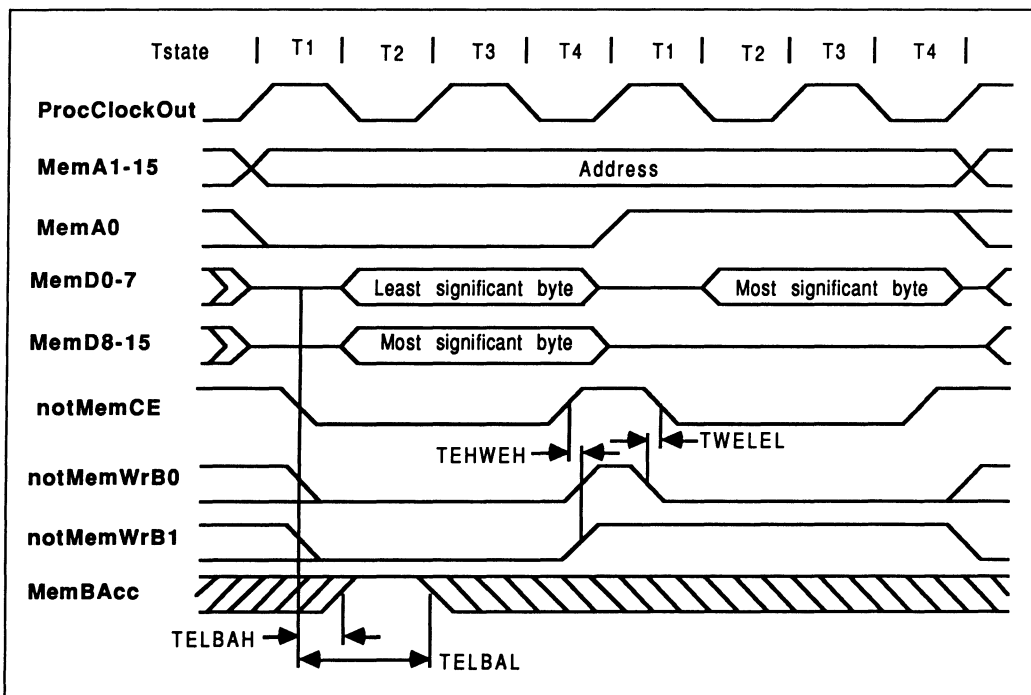 Tstate | T1 | T2 | T3 | T4 | T1 | T2 | T3 | T4 |
ProcClockOut
MemA1-15 Address
MemA0
MemD0-7 Least significant byte Most significant byte
MemD8-15 Most significant byte
notMemCE
TEHWEH TWELEL
notMemWrB0
notMemWrB1
MemBAcc
TELBAH
TELBAL